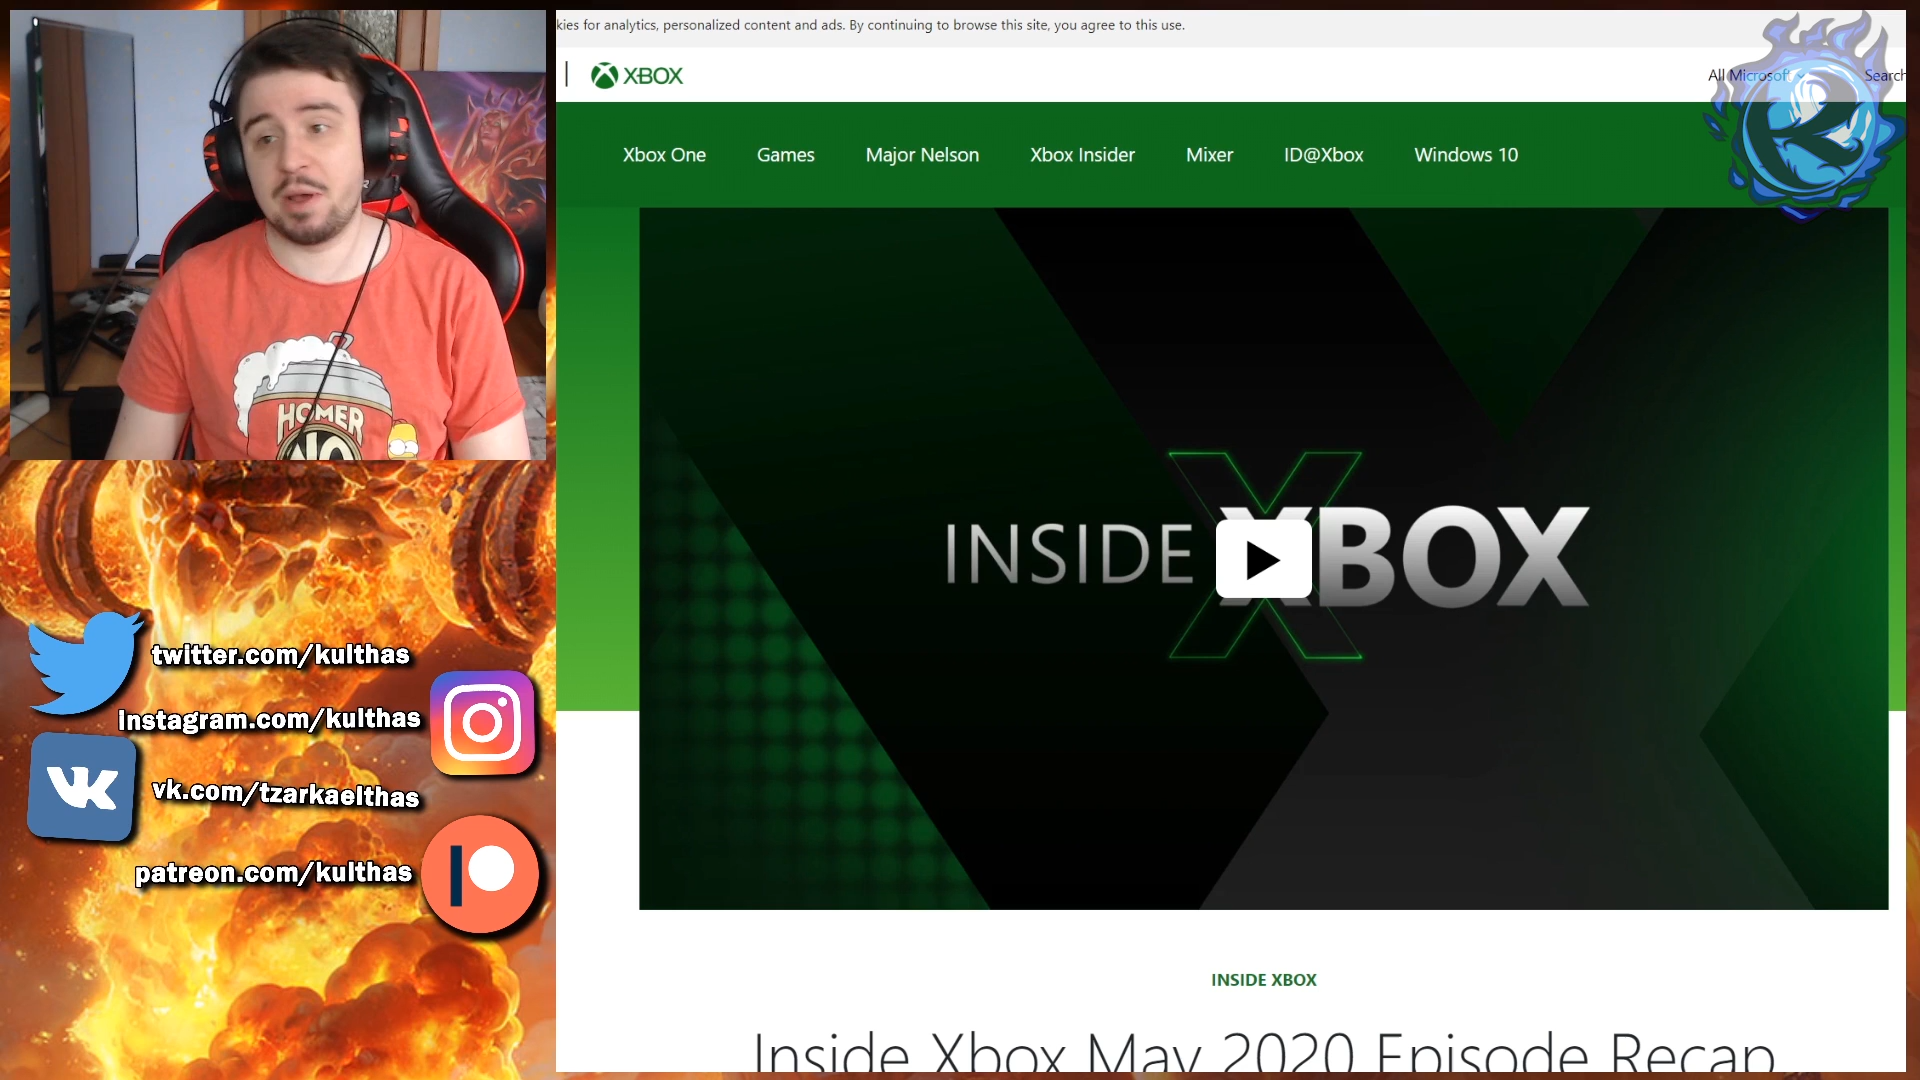 kies for analytics, personalized content and ads. By continuing to browse this site, you agree to this use.
XBOX
All Microsoft
Search
Xbox One
Games
Major Nelson
Xbox Insider
Mixer
ID@Xbox
Windows 10
HOMER
NO
INSIDE XBOX
twitter.com/kulthas
instagram.com/kulthas
vk.com/tzarkaelthas
patreon.com/kulthas
INSIDE XBOX
Inside Xbox May 2020 Episode Recap